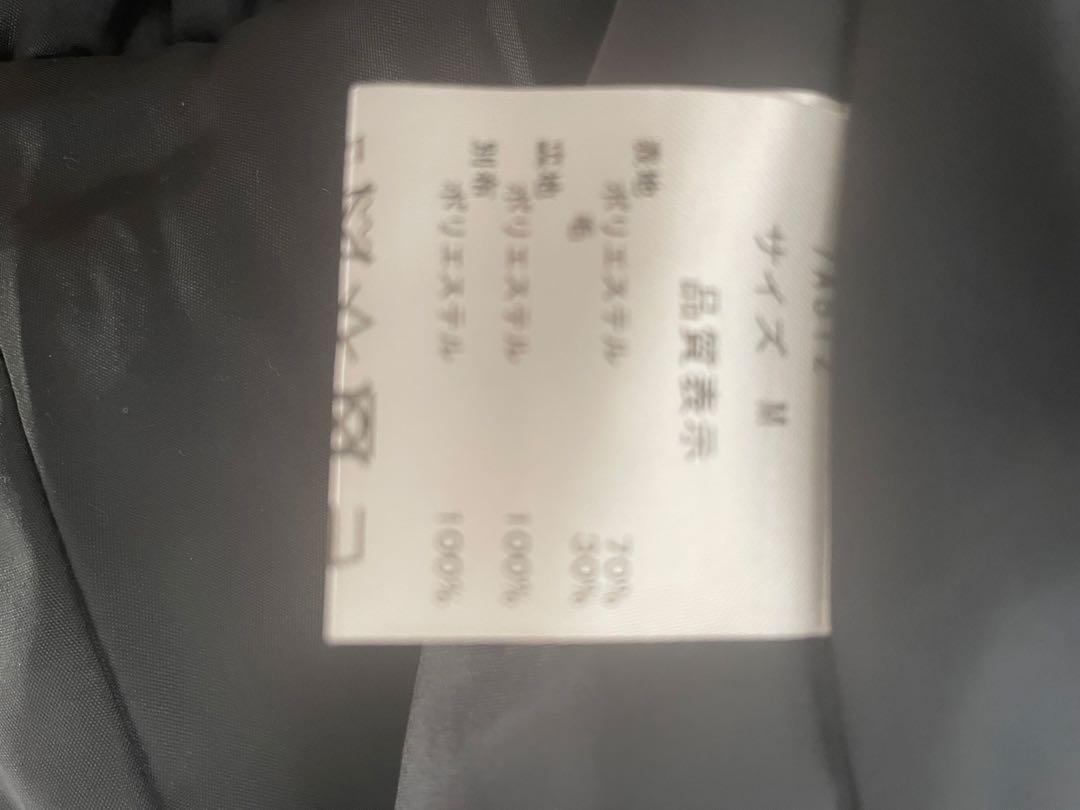 サイズ M
品質表示
表地
ポリエステル 70%
毛 30%
裏地
ポリエステル 100%
別布
ポリエステル 100%